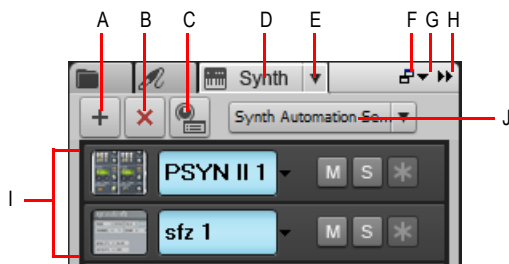 A B C D E F G H
Synth
Synth Automation Se... J
I
PSYN II 1 M S
sfz 1 M S